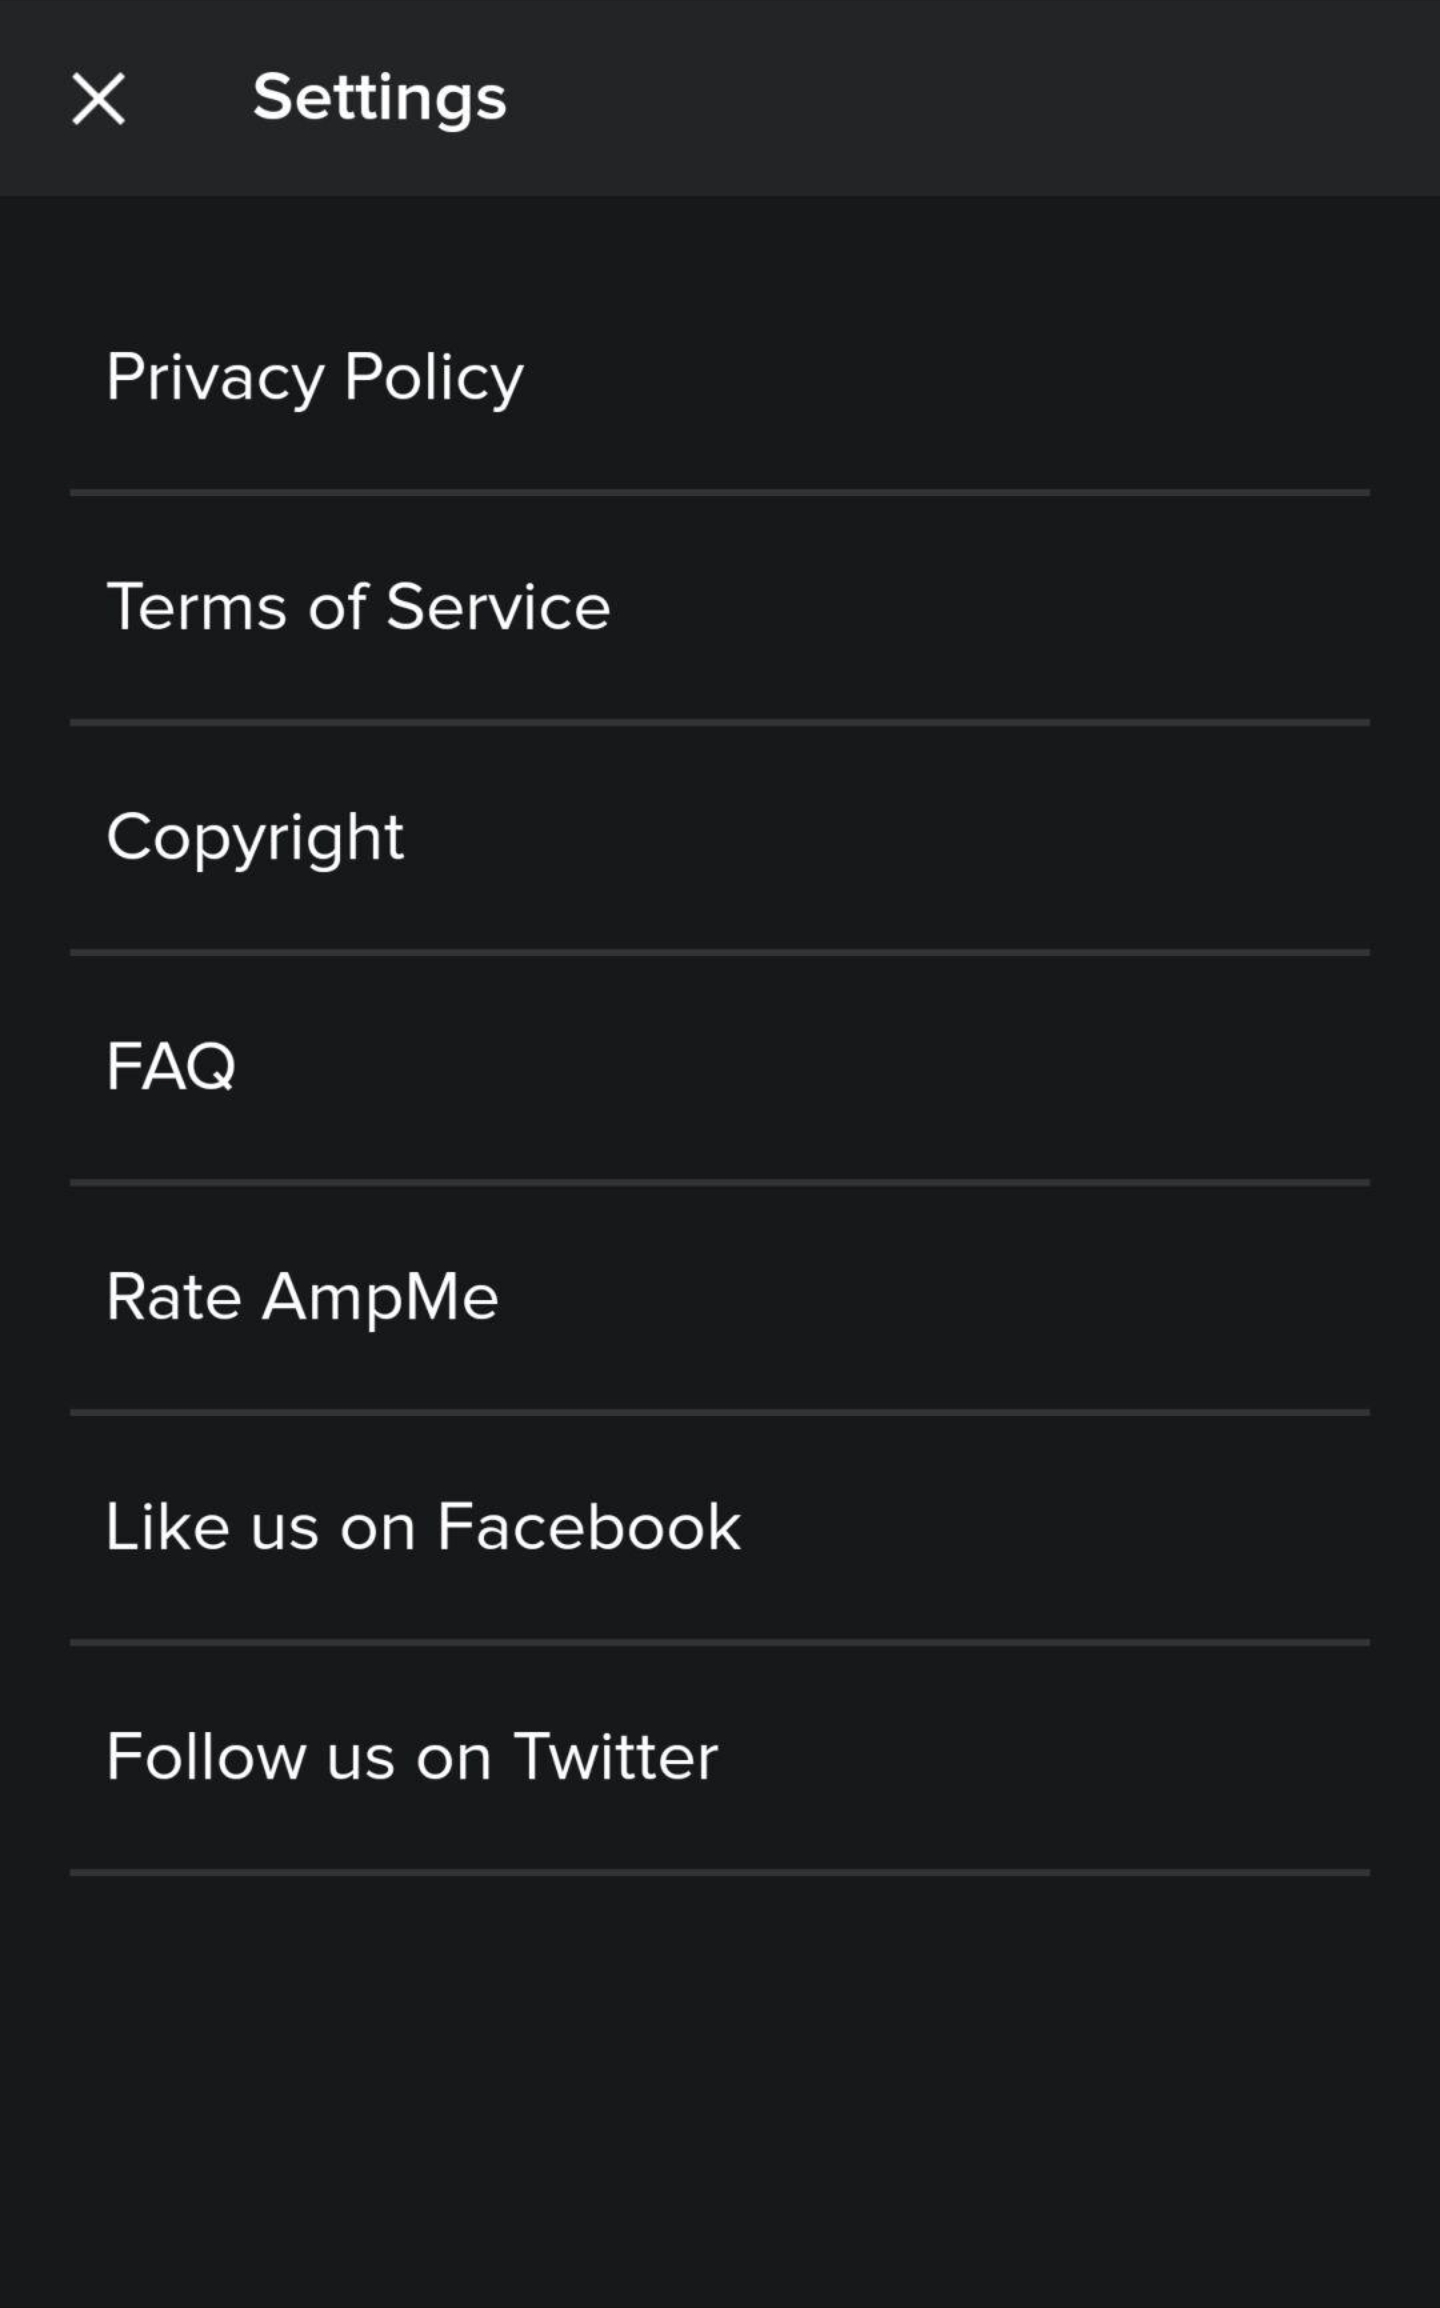 Settings
Privacy Policy
Terms of Service
Copyright
FAQ
Rate AmpMe
Like us on Facebook
Follow us on Twitter